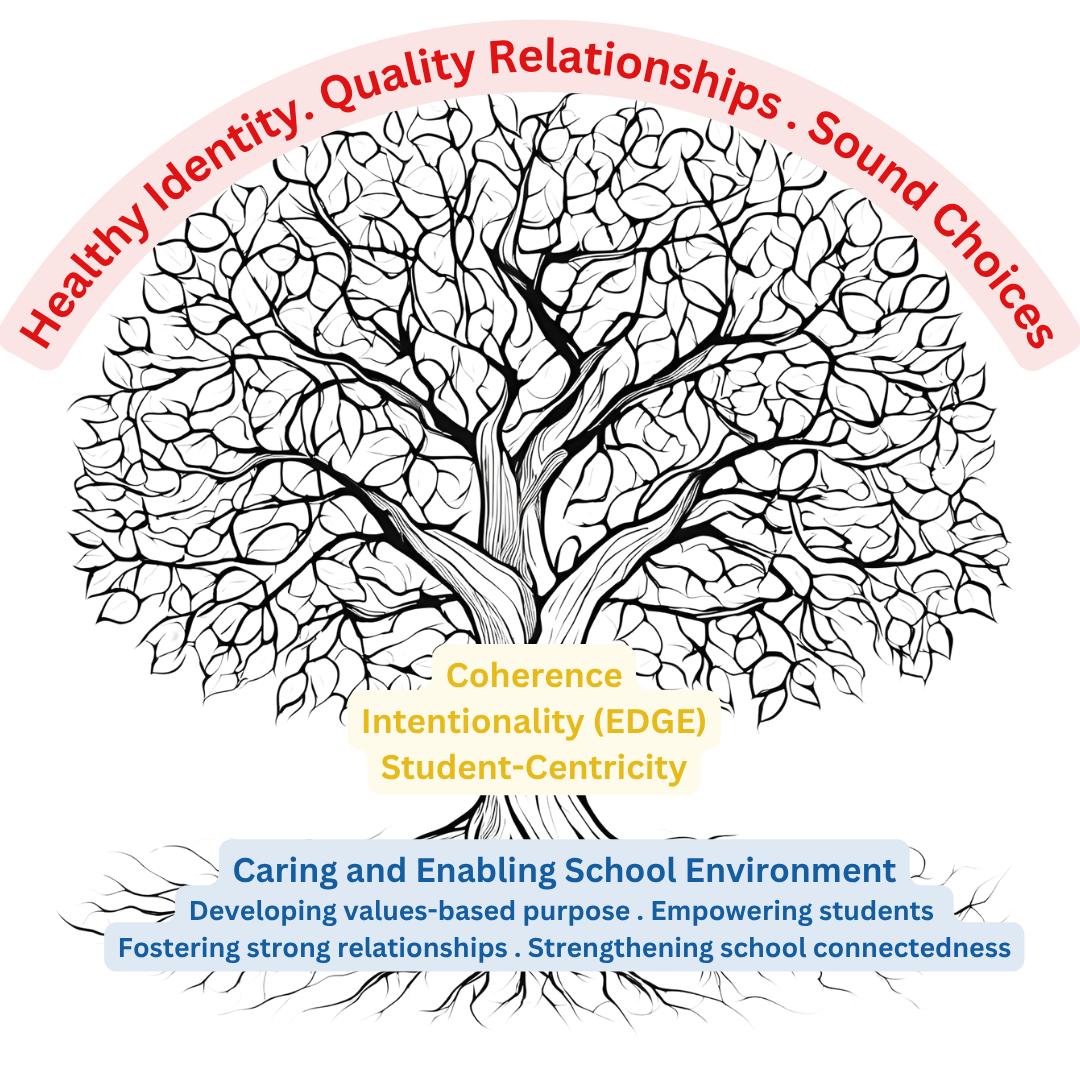 Healthy Identity. Quality Relationships . Sound Choices
Coherence
Intentionality (EDGE)
Student-Centricity
Caring and Enabling School Environment
Developing values-based purpose . Empowering students
Fostering strong relationships . Strengthening school connectedness